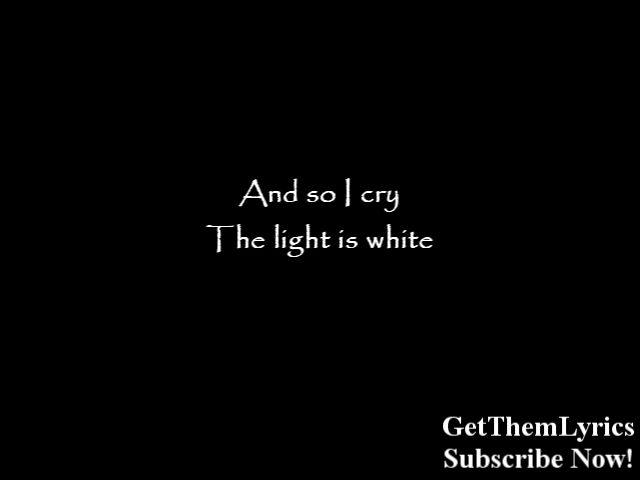 And so I cry
The light is white
GetThemLyrics
Subscribe Now!